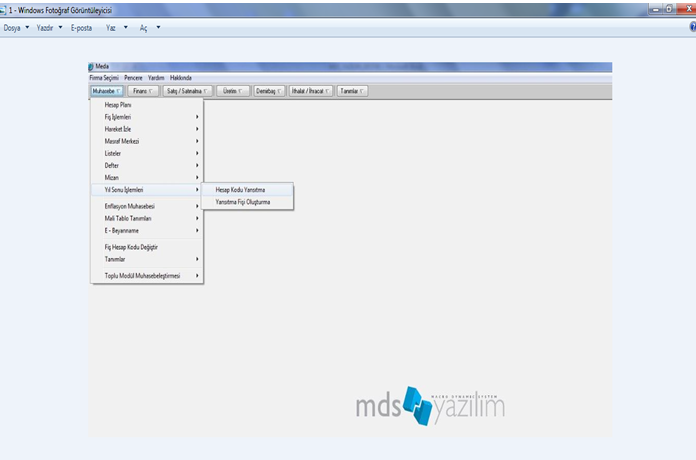 1 - Windows Fotoğraf Görüntüleyicisi
Dosya Yazdır E-posta Yaz Aç
Meda
Firma Seçimi Pencere Yardım Hakkında
Muhasebe Finans Satış / Satınalma Üretim Demirbaş İthalat / İhracat Tanımlar
Hesap Planı
Fiş İşlemleri
Hareket İzle
Masraf Merkezi
Listeler
Defter
Mizan
Yıl Sonu İşlemleri
Hesap Kodu Yansıtma
Yansıtma Fişi Oluşturma
Enflasyon Muhasebesi
Mali Tablo Tanımları
E - Beyanname
Fiş Hesap Kodu Değiştir
Tanımlar
Toplu Modül Muhasebeleştirmesi
mds yazılım